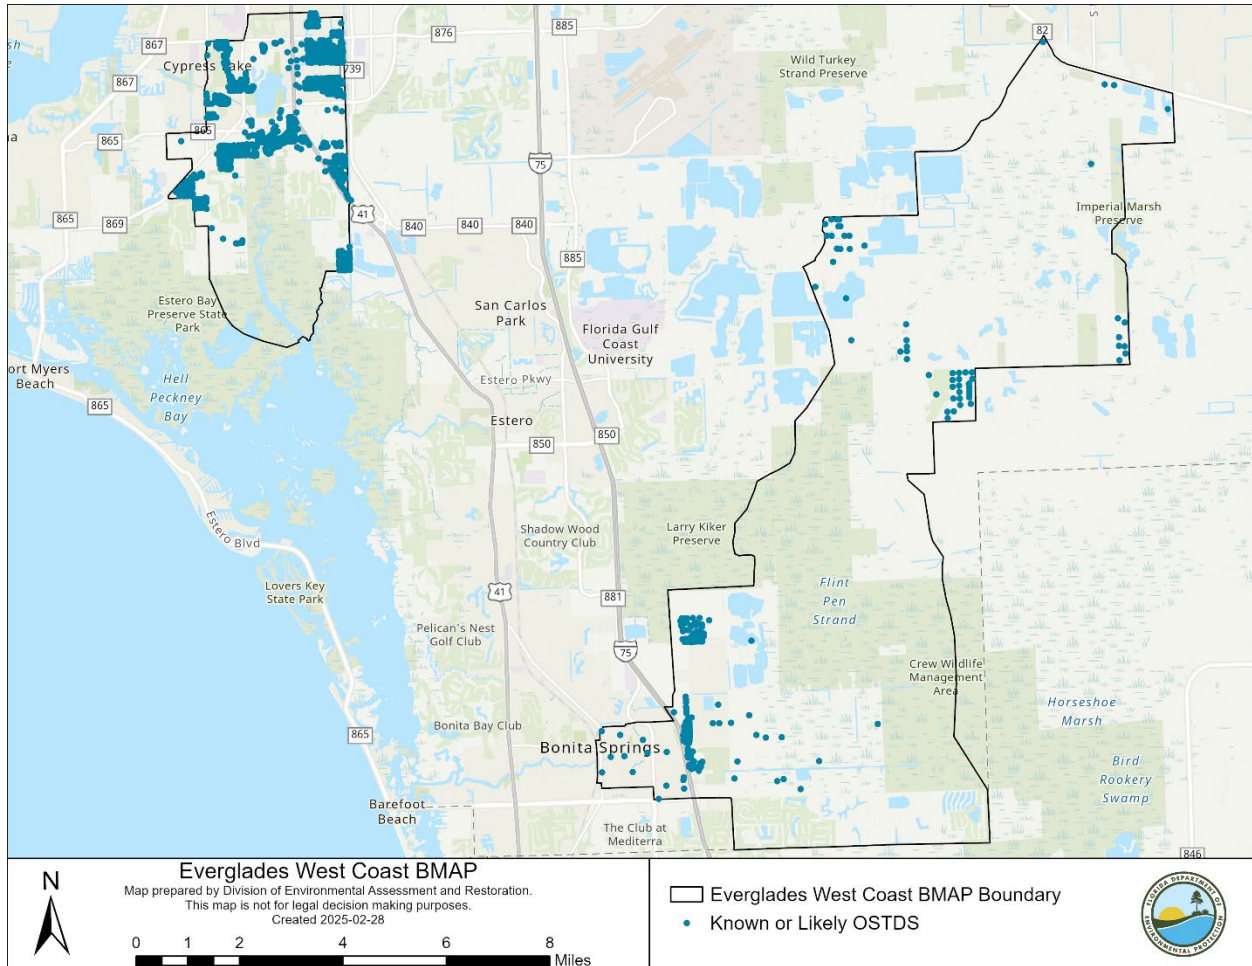 867
876
885
S
82
sh
Cypress Lake
739
Wild Turkey
Strand Preserve
867
865
865
75
865
869
41
840
840
840
885
Imperial Marsh
Preserve
Estero Bay
Preserve State
Park
San Carlos
Park
Florida Gulf
Coast
University
ort Myers
Beach
Hell
Peckney
Bay
865
Estero Pkwy
Estero
850
850
Estero Blvd
Shadow Wood
Country Club
Larry Kiker
Preserve
Lovers Key
State Park
41
881
Flint
Pen
Strand
Pelican's Nest
Golf Club
75
Crew Wildlife
Management
Area
Horseshoe
Marsh
865
Bonita Bay Club
Bonita Springs
Bird
Rookery
Swamp
Barefoot
Beach
The Club at
Mediterra
846
N
Everglades West Coast BMAP
Map prepared by Division of Environmental Assessment and Restoration.
This map is not for legal decision making purposes.
Created 2025-02-28
0 1 2 4 6 8
Miles
Everglades West Coast BMAP Boundary
Known or Likely OSTDS
FLORIDA DEPARTMENT OF
ENVIRONMENTAL PROTECTION